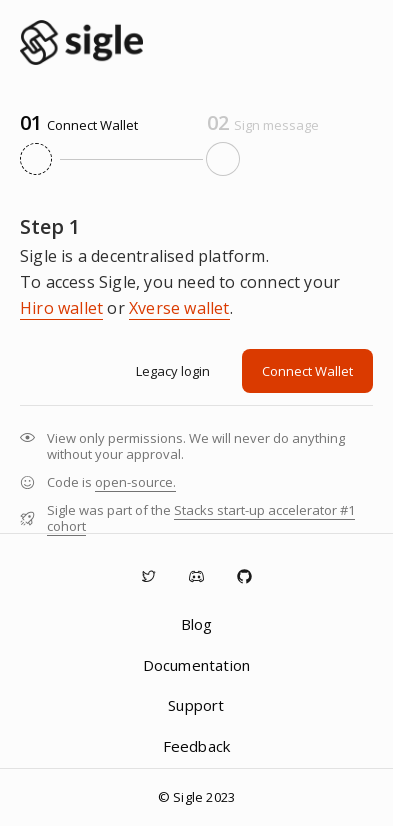 sigle
01 Connect Wallet
02 Sign message
Step 1
Sigle is a decentralised platform.
To access Sigle, you need to connect your
Hiro wallet or Xverse wallet.
Legacy login
Connect Wallet
View only permissions. We will never do anything
without your approval.
Code is open-source.
Sigle was part of the Stacks start-up accelerator #1
cohort
Blog
Documentation
Support
Feedback
© Sigle 2023